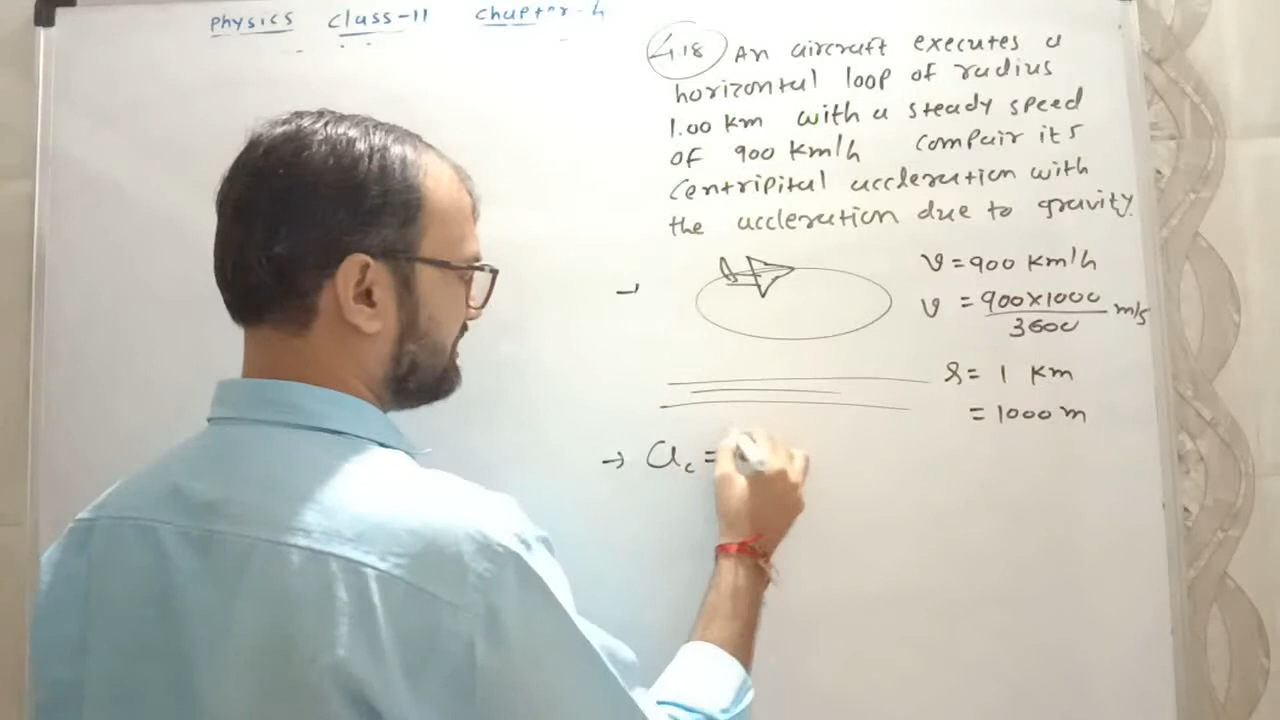 Physics Class-11 Chapter-4
4.18 An aircraft executes a
horizontal loop of radius
1.00 km with a steady speed
of 900 km/h compair its
centripital accleration with
the accleration due to gravity.
→ v = 900 km/h
v = 900×1000/3600 m/s
r = 1 km
= 1000 m
→ ac =